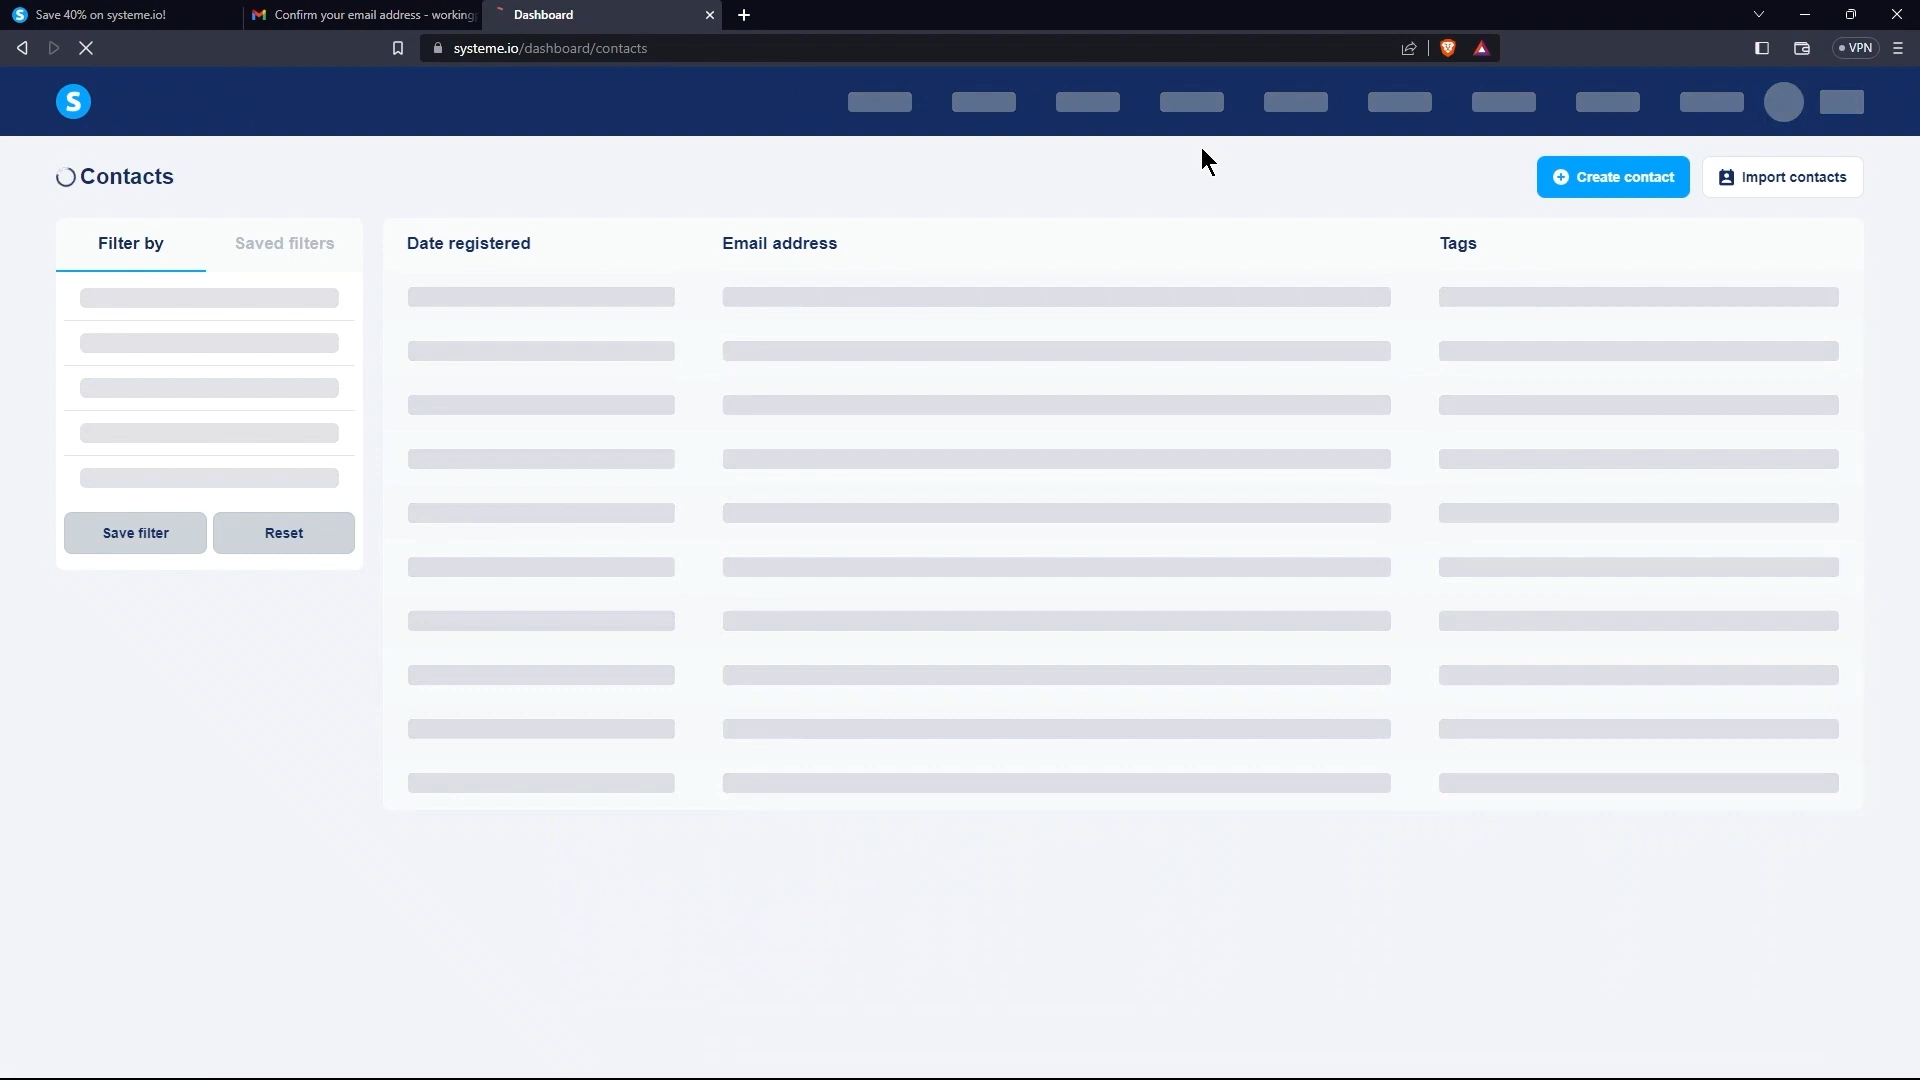 Save 40% on systeme.io!
Confirm your email address - working
Dashboard
systeme.io/dashboard/contacts
VPN
S
Contacts
Create contact
Import contacts
Filter by
Saved filters
Date registered
Email address
Tags
Save filter
Reset